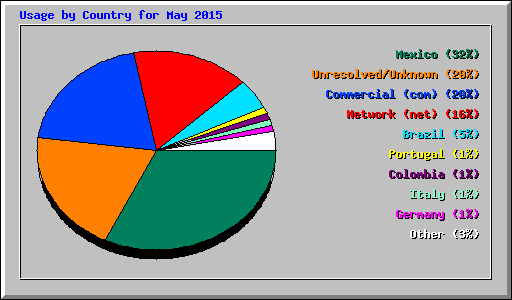 Usage by Country for May 2015
Mexico (32%)
Unresolved/Unknown (20%)
Commercial (com) (20%)
Network (net) (16%)
Brazil (5%)
Portugal (1%)
Colombia (1%)
Italy (1%)
Germany (1%)
Other (3%)